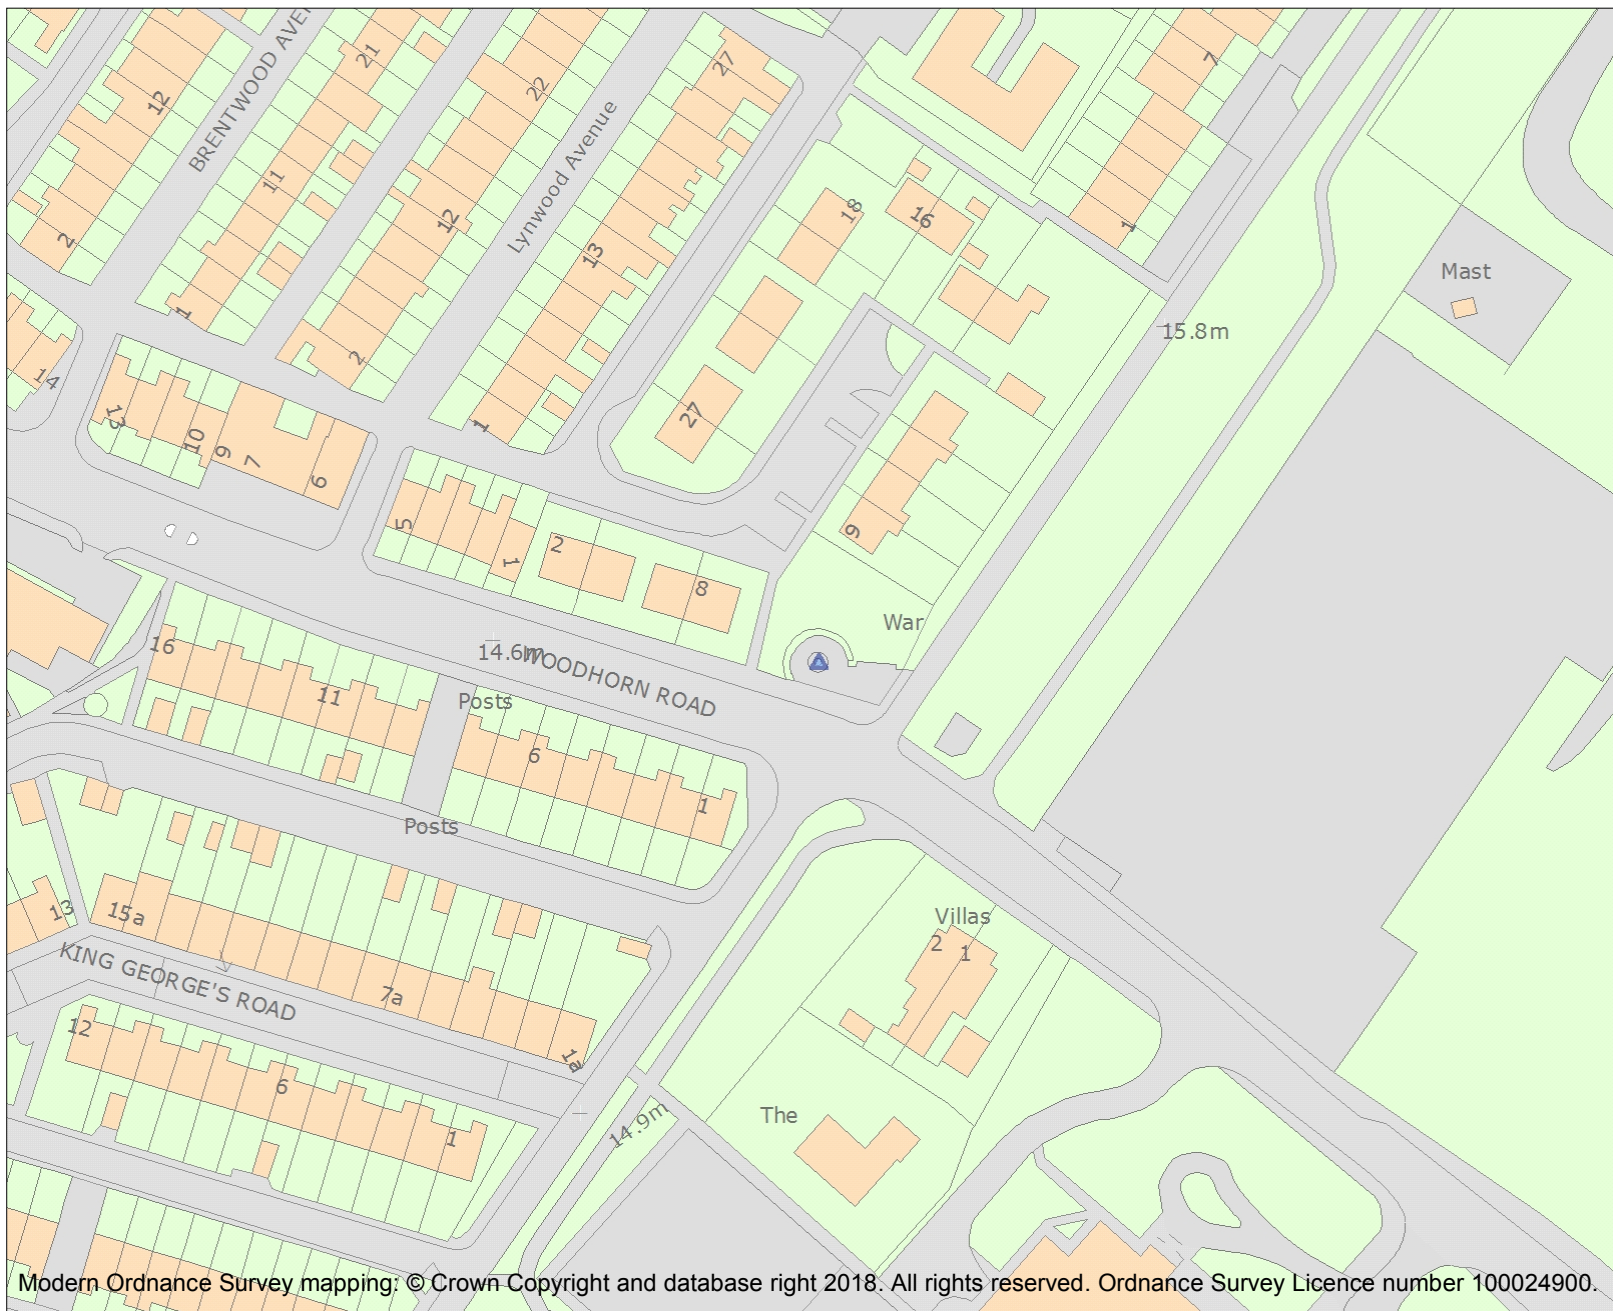 BRENTWOOD AVEN
21
22
27
7
12
Lynwood Avenue
11
12
18
16
2
13
1
Mast
1
15.8m
2
14
13
10
9
7
6
1
27
5
2
1
8
9
War
16
14.6m
WOODHORN ROAD
11
Posts
6
1
Posts
13
15a
Villas
2
1
KING GEORGE'S ROAD
7a
12
1a
6
The
14.9m
1
Modern Ordnance Survey mapping: © Crown Copyright and database right 2018. All rights reserved. Ordnance Survey Licence number 100024900.